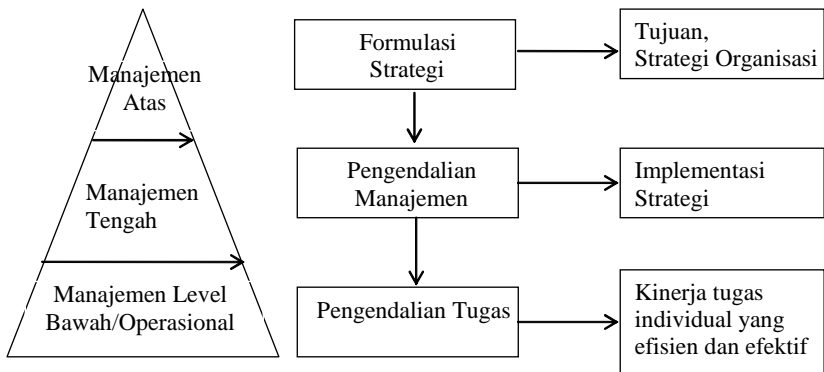 Manajemen
Atas
Manajemen
Tengah
Manajemen Level
Bawah/Operasional
Formulasi
Strategi
Tujuan,
Strategi Organisasi
Pengendalian
Manajemen
Implementasi
Strategi
Pengendalian Tugas
Kinerja tugas
individual yang
efisien dan efektif